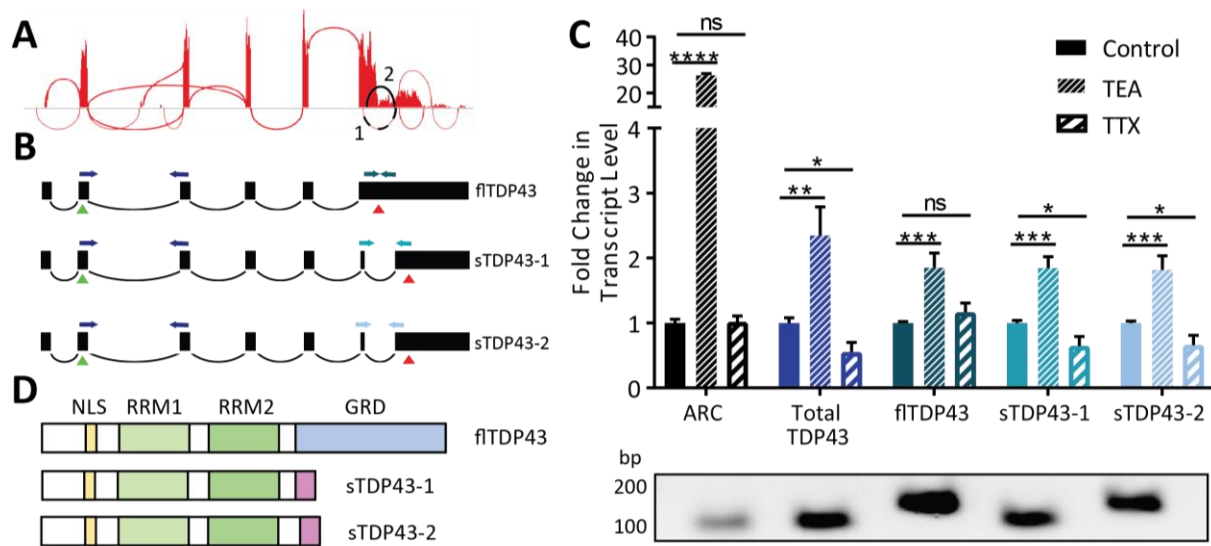 A
2
1
B
flTDP43
sTDP43-1
sTDP43-2
C
Fold Change in
Transcript Level
40
30
20
4
3
2
1
0
ns
****
*
**
ns
***
*
***
*
***
Control
TEA
TTX
ARC
Total
TDP43
flTDP43
sTDP43-1
sTDP43-2
bp
200
100
D
NLS RRM1 RRM2 GRD
flTDP43
sTDP43-1
sTDP43-2